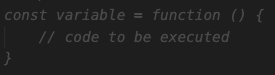 const variable = function () {
    // code to be executed
}